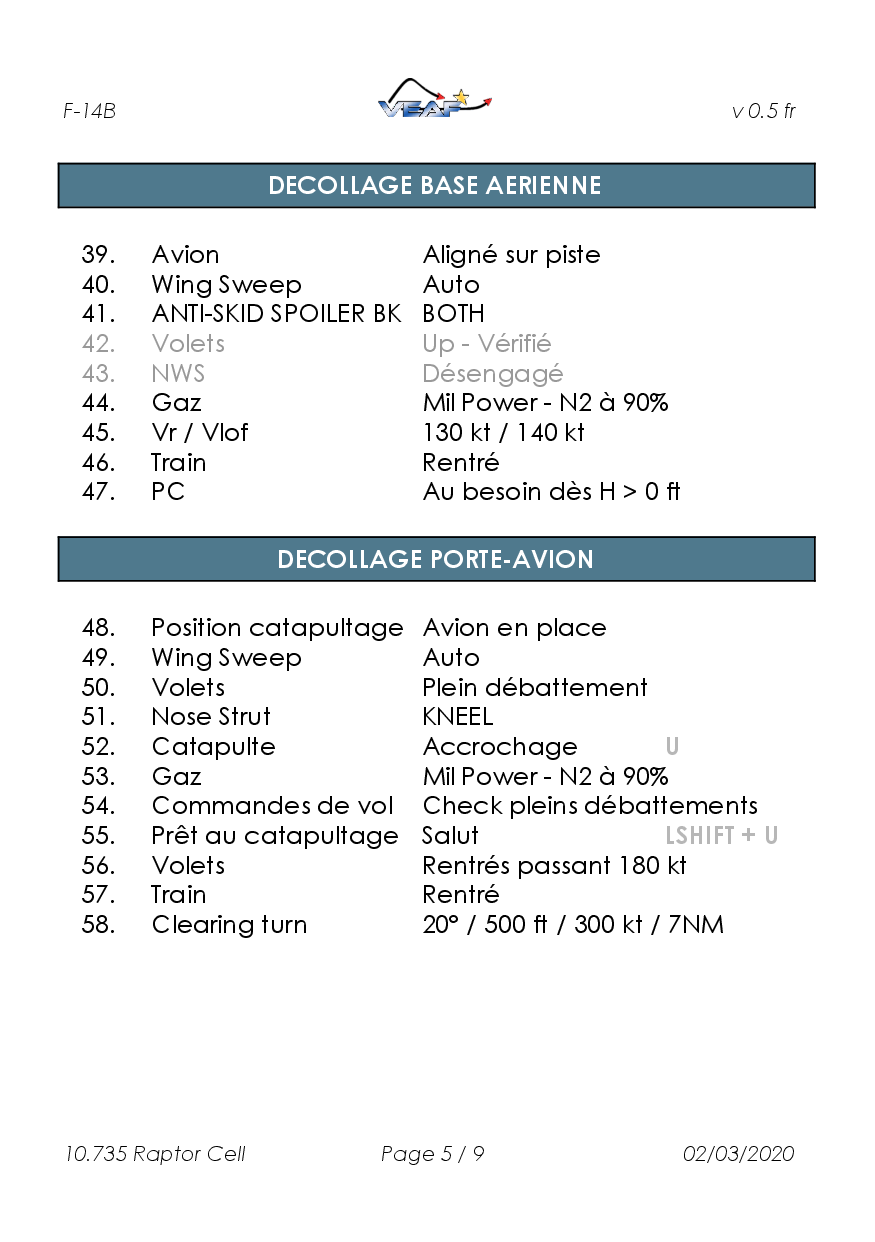 F-14B VEAF v 0.5 fr
DECOLLAGE BASE AERIENNE
39. Avion Aligné sur piste
40. Wing Sweep Auto
41. ANTI-SKID SPOILER BK BOTH
42. Volets Up - Vérifié
43. NWS Désengagé
44. Gaz Mil Power - N2 à 90%
45. Vr / Vlof 130 kt / 140 kt
46. Train Rentré
47. PC Au besoin dès H > 0 ft
DECOLLAGE PORTE-AVION
48. Position catapultage Avion en place
49. Wing Sweep Auto
50. Volets Plein débattement
51. Nose Strut KNEEL
52. Catapulte Accrochage U
53. Gaz Mil Power - N2 à 90%
54. Commandes de vol Check pleins débattements
55. Prêt au catapultage Salut LSHIFT + U
56. Volets Rentrés passant 180 kt
57. Train Rentré
58. Clearing turn 20° / 500 ft / 300 kt / 7NM
10.735 Raptor Cell Page 5 / 9 02/03/2020